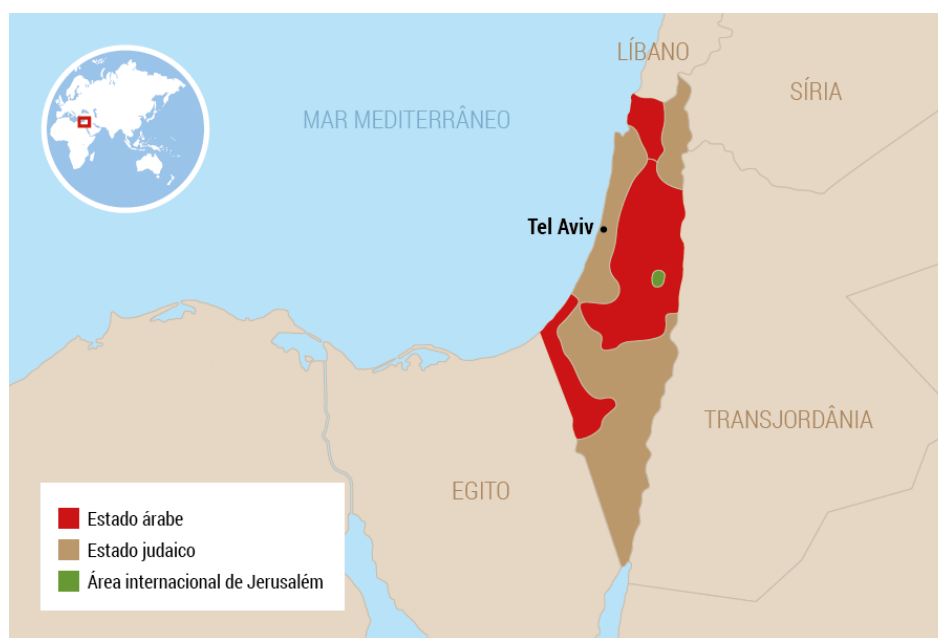 LÍBANO
SÍRIA
MAR MEDITERRÂNEO
Tel Aviv
TRANSJORDÂNIA
EGITO
Estado árabe
Estado judaico
Área internacional de Jerusalém